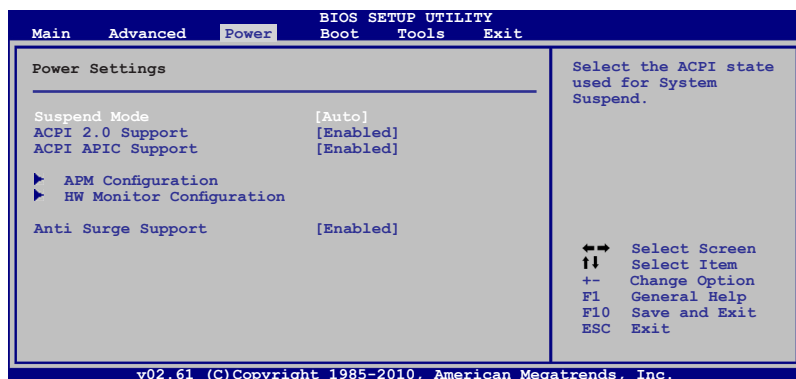 BIOS SETUP UTILITY
Main Advanced Power Boot Tools Exit
Power Settings
Suspend Mode [Auto]
ACPI 2.0 Support [Enabled]
ACPI APIC Support [Enabled]
APM Configuration
HW Monitor Configuration
Anti Surge Support [Enabled]
Select the ACPI state
used for System
Suspend.
←→ Select Screen
↑↓ Select Item
+- Change Option
F1 General Help
F10 Save and Exit
ESC Exit
v02.61 (C)Copyright 1985-2010, American Megatrends, Inc.